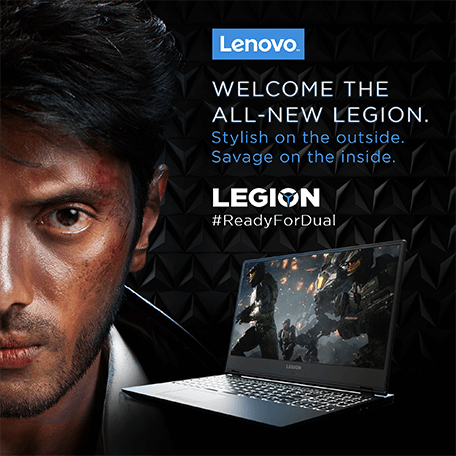 Lenovo
WELCOME THE
ALL-NEW LEGION.
Stylish on the outside.
Savage on the inside.
LEGION
#ReadyForDual
LEGION